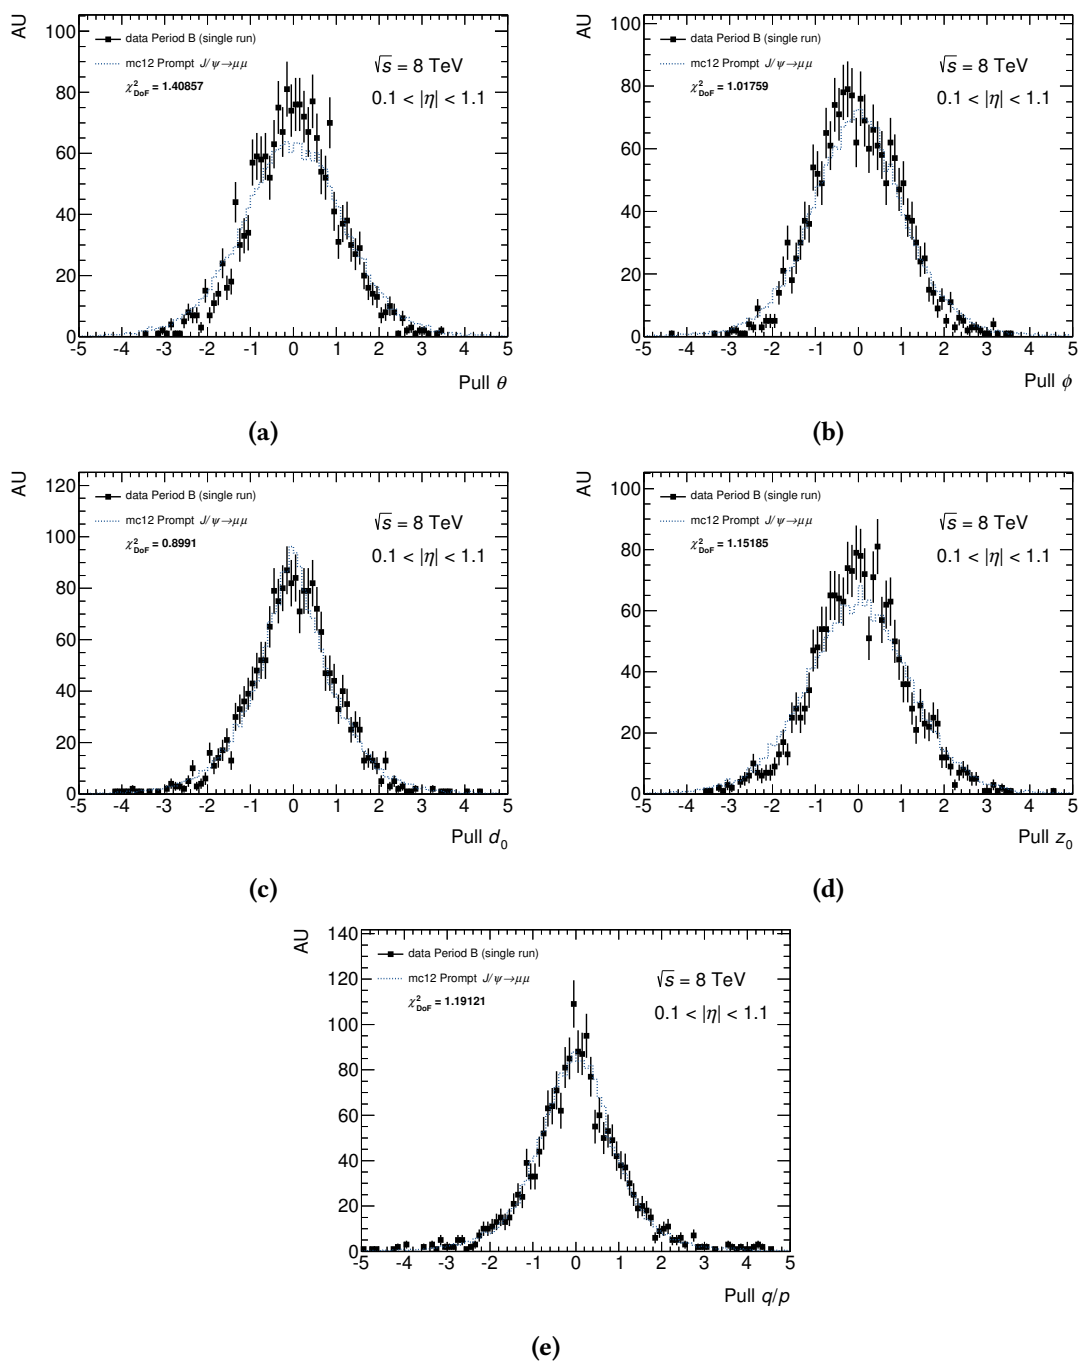 AU
100
80
60
40
20
0
data Period B (single run)
mc12 Prompt J/ψ→μμ
χ²DoF = 1.40857
√s = 8 TeV
0.1 < |η| < 1.1
-5 -4 -3 -2 -1 0 1 2 3 4 5
Pull θ
(a)
AU
100
80
60
40
20
0
data Period B (single run)
mc12 Prompt J/ψ→μμ
χ²DoF = 1.01759
√s = 8 TeV
0.1 < |η| < 1.1
-5 -4 -3 -2 -1 0 1 2 3 4 5
Pull ϕ
(b)
AU
120
100
80
60
40
20
0
data Period B (single run)
mc12 Prompt J/ψ→μμ
χ²DoF = 0.8991
√s = 8 TeV
0.1 < |η| < 1.1
-5 -4 -3 -2 -1 0 1 2 3 4 5
Pull d₀
(c)
AU
100
80
60
40
20
0
data Period B (single run)
mc12 Prompt J/ψ→μμ
χ²DoF = 1.15185
√s = 8 TeV
0.1 < |η| < 1.1
-5 -4 -3 -2 -1 0 1 2 3 4 5
Pull z₀
(d)
AU
140
120
100
80
60
40
20
0
data Period B (single run)
mc12 Prompt J/ψ→μμ
χ²DoF = 1.19121
√s = 8 TeV
0.1 < |η| < 1.1
-5 -4 -3 -2 -1 0 1 2 3 4 5
Pull q/p
(e)